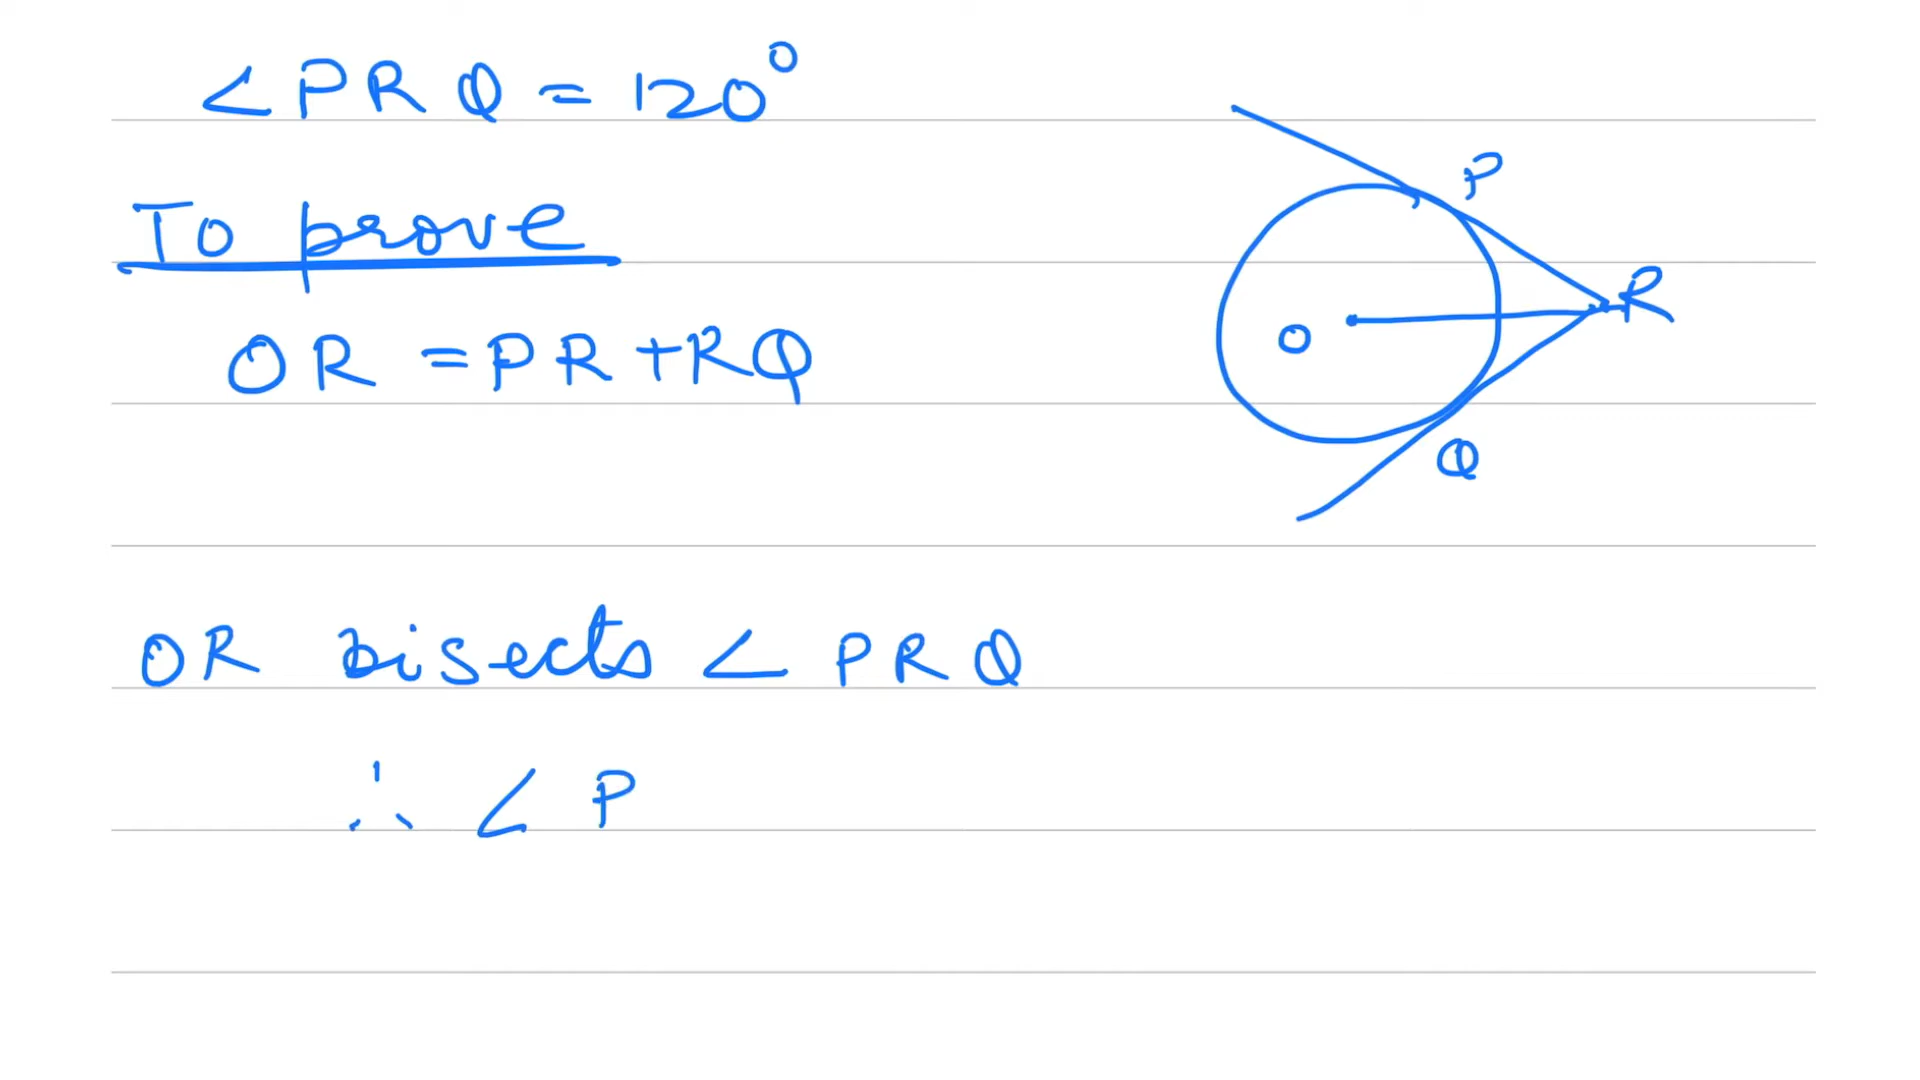 ∠PRQ = 120°
To prove
OR = PR + RQ
OR bisects ∠PRQ
∴ ∠P
P
R
O
Q